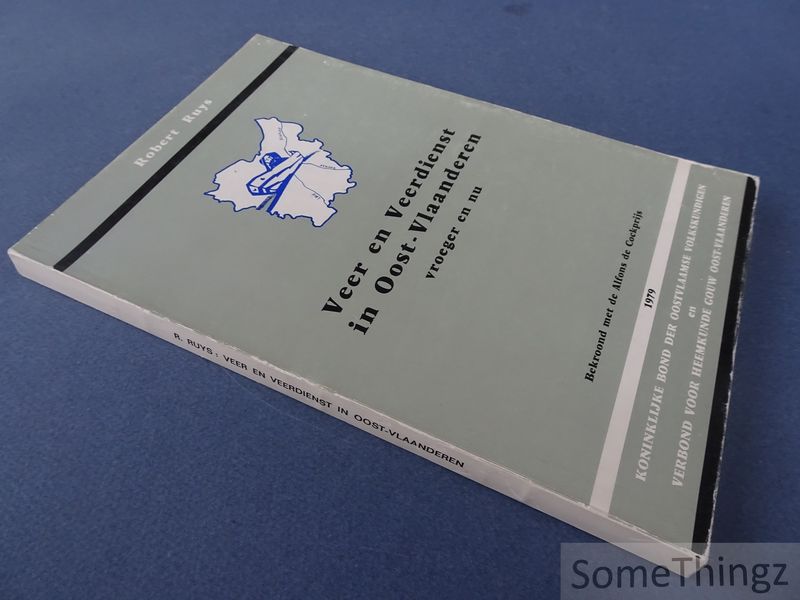 Robert Ruys
Veer en Veerdienst
in Oost-Vlaanderen
vroeger en nu
Bekroond met de Alfons de Cockprijs
1979
KONINKLIJKE BOND DER OOSTVLAAMSE VOLKSKUNDIGEN
en
VERBOND VOOR HEEMKUNDE GOUW OOST-VLAANDEREN
R. RUYS : VEER EN VEERDIENST IN OOST-VLAANDEREN
SomeThingz